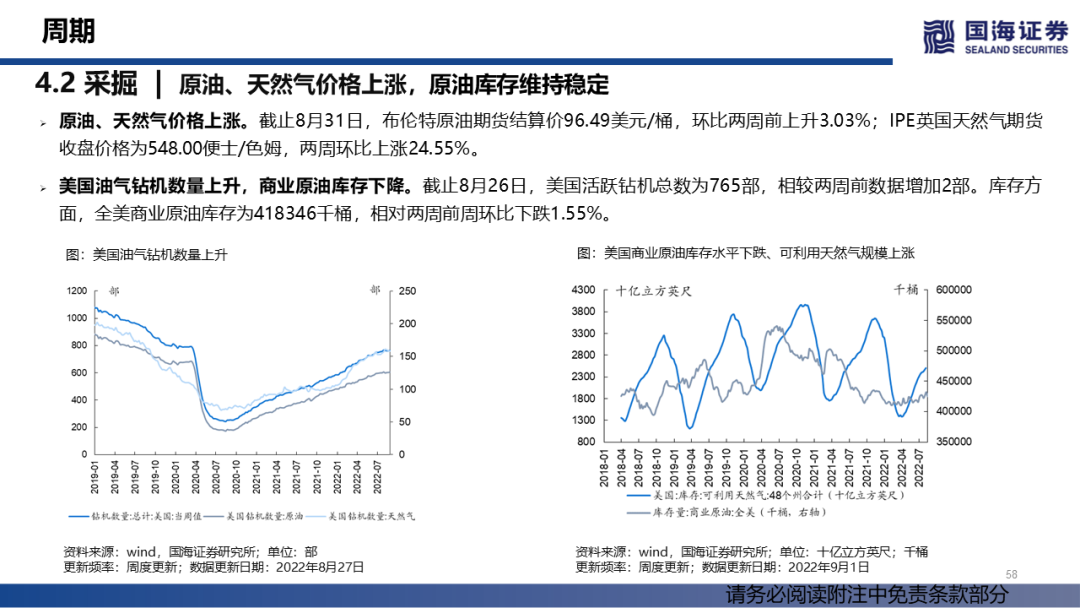 周期
国海证券
SEALAND SECURITIES
4.2 采掘 | 原油、天然气价格上涨，原油库存维持稳定
原油、天然气价格上涨。截止8月31日，布伦特原油期货结算价96.49美元/桶，环比两周前上升3.03%；IPE英国天然气期货
收盘价格为548.00便士/色姆，两周环比上涨24.55%。
美国油气钻机数量上升，商业原油库存下降。截止8月26日，美国活跃钻机总数为765部，相较两周前数据增加2部。库存方
面，全美商业原油库存为418346千桶，相对两周前周环比下跌1.55%。
图：美国油气钻机数量上升
部
部
1200
1000
800
600
400
200
0
250
200
150
100
50
0
2019-01
2019-04
2019-07
2019-10
2020-01
2020-04
2020-07
2020-10
2021-01
2021-04
2021-07
2021-10
2022-01
2022-04
2022-07
钻机数量:总计:美国:当周值
美国钻机数量:原油
美国钻机数量:天然气
资料来源：wind，国海证券研究所；单位：部
更新频率：周度更新；数据更新日期：2022年8月27日
图：美国商业原油库存水平下跌、可利用天然气规模上涨
十亿立方英尺
千桶
4300
3800
3300
2800
2300
1800
1300
800
600000
550000
500000
450000
400000
350000
2018-01
2018-04
2018-07
2018-10
2019-01
2019-04
2019-07
2019-10
2020-01
2020-04
2020-07
2020-10
2021-01
2021-04
2021-07
2021-10
2022-01
2022-04
2022-07
美国:库存:可利用天然气:48个州合计（十亿立方英尺）
库存量:商业原油:全美（千桶，右轴）
资料来源：wind，国海证券研究所；单位：十亿立方英尺；千桶
更新频率：周度更新；数据更新日期：2022年9月1日
58
请务必阅读附注中免责条款部分